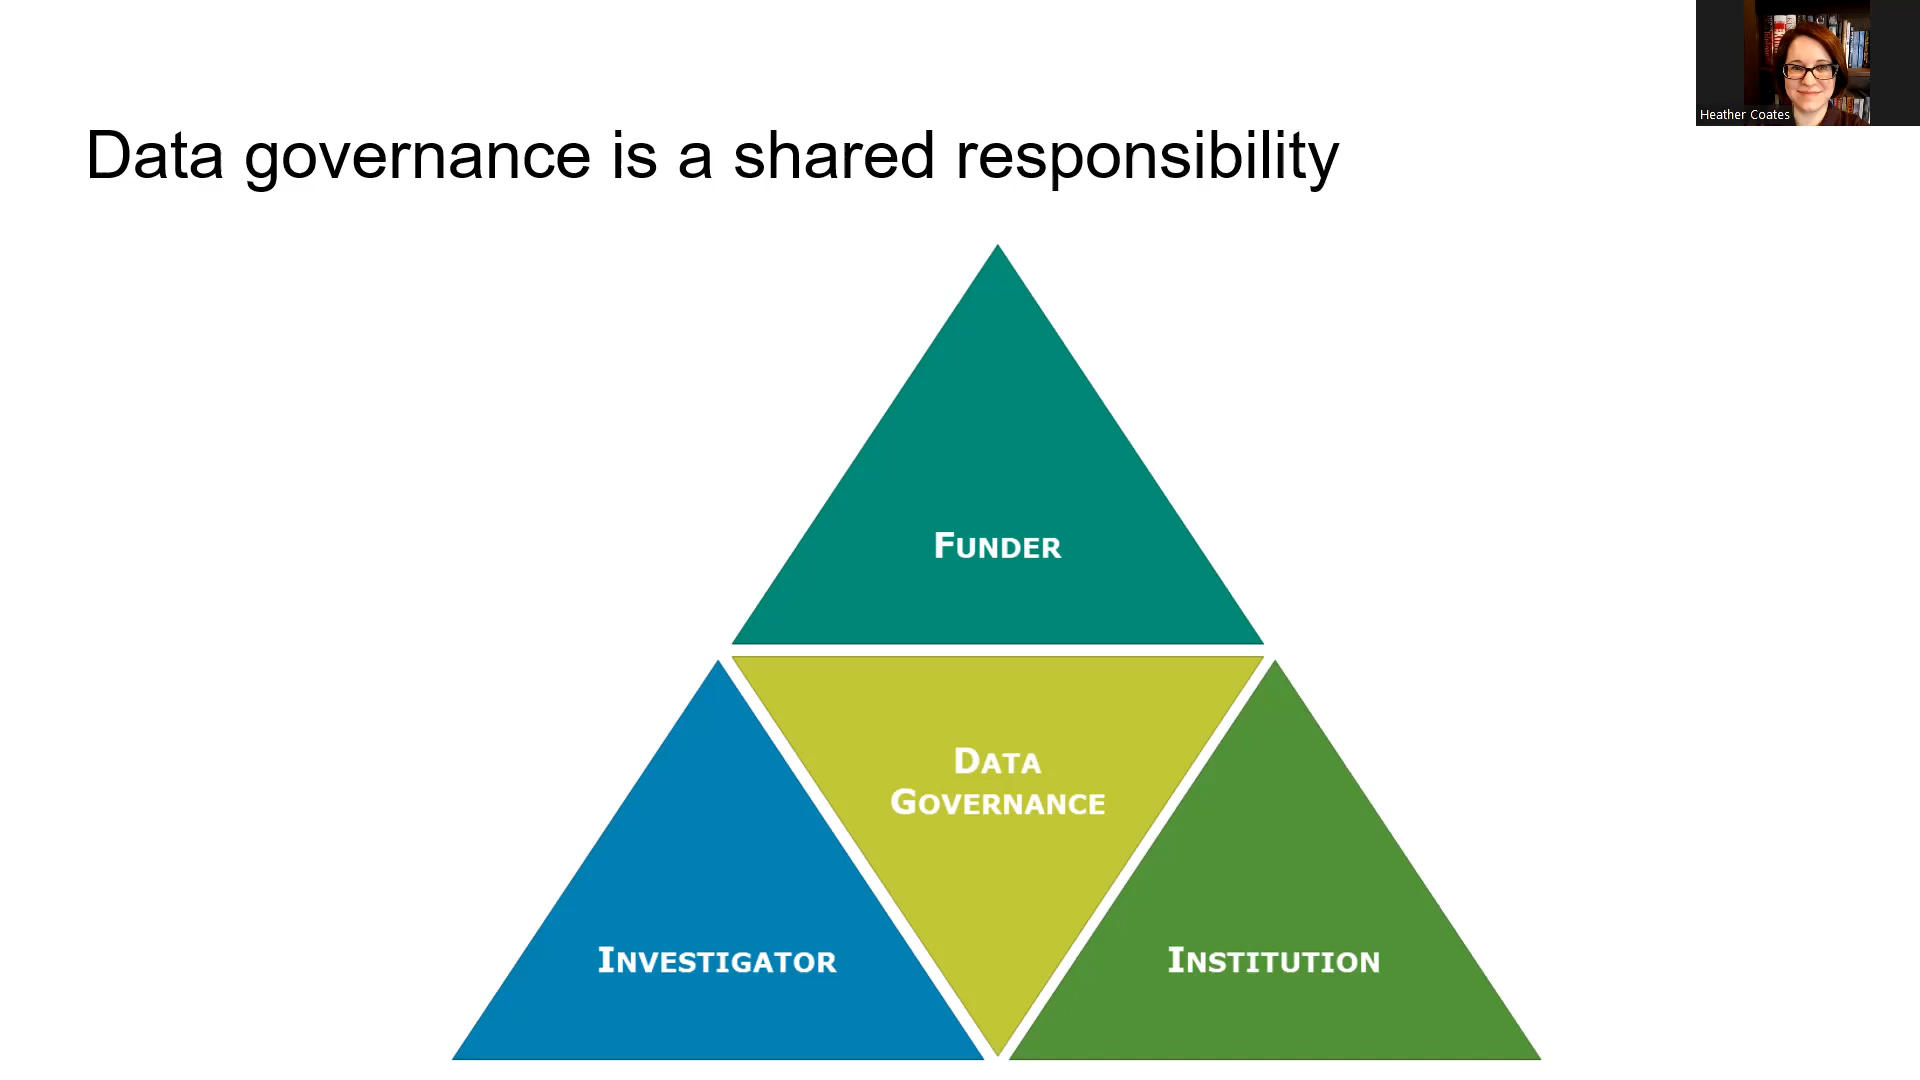 Heather Coates
Data governance is a shared responsibility
FUNDER
DATA
GOVERNANCE
INVESTIGATOR
INSTITUTION